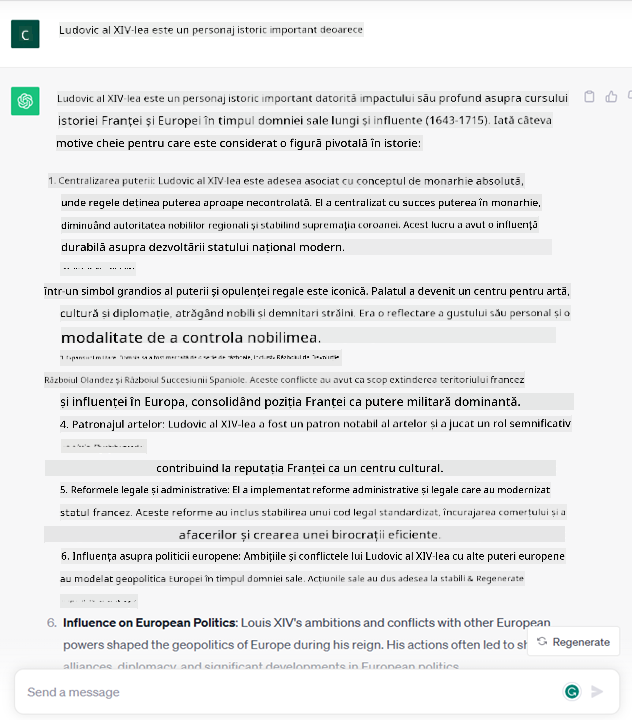 C
Ludovic al XIV-lea este un personaj istoric important deoarece
Ludovic al XIV-lea este un personaj istoric important datorită impactului său profund asupra cursului
istoriei Franței și Europei în timpul domniei sale lungi și influente (1643-1715). Iată câteva
motive cheie pentru care este considerat o figură pivotală în istorie:
1. Centralizarea puterii: Ludovic al XIV-lea este adesea asociat cu conceptul de monarhie absolută,
unde regele deținea puterea aproape necontrolată. El a centralizat cu succes puterea în monarhie,
diminuând autoritatea nobililor regionali și stabilind supremația coroanei. Acest lucru a avut o influență
durabilă asupra dezvoltării statului național modern.
într-un simbol grandios al puterii și opulenței regale este iconică. Palatul a devenit un centru pentru artă,
cultură și diplomație, atrăgând nobili și demnitari străini. Era o reflectare a gustului său personal și o
modalitate de a controla nobilimea.
3. Expansiuni militare: Domnia sa a fost marcată de o serie de războaie, inclusiv Războiul de Devoluție,
Războiul Olandez și Războiul Succesiunii Spaniole. Aceste conflicte au avut ca scop extinderea teritoriului francez
și influenței în Europa, consolidând poziția Franței ca putere militară dominantă.
4. Patronajul artelor: Ludovic al XIV-lea a fost un patron notabil al artelor și a jucat un rol semnificativ
contribuind la reputația Franței ca un centru cultural.
5. Reformele legale și administrative: El a implementat reforme administrative și legale care au modernizat
statul francez. Aceste reforme au inclus stabilirea unui cod legal standardizat, încurajarea comerțului și a
afacerilor și crearea unei birocrații eficiente.
6. Influența asupra politicii europene: Ambițiile și conflictele lui Ludovic al XIV-lea cu alte puteri europene
au modelat geopolitica Europei în timpul domniei sale. Acțiunile sale au dus adesea la stabili & Regenerate
6. Influence on European Politics: Louis XIV's ambitions and conflicts with other European
powers shaped the geopolitics of Europe during his reign. His actions often led to
Regenerate
alliances, diplomacy, and significant developments in European politics.
Send a message